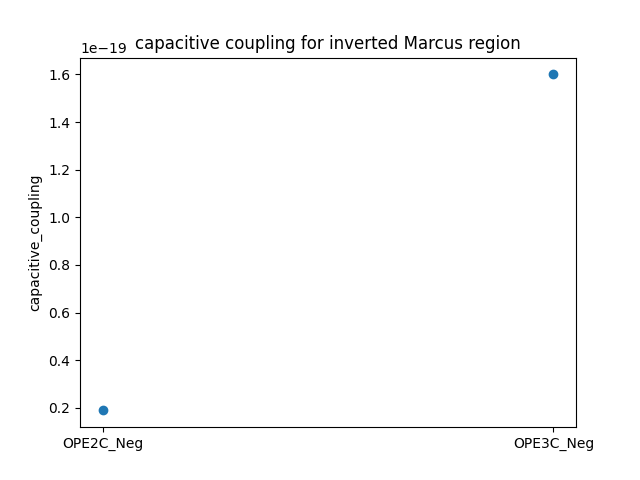 1e−19
capacitive coupling for inverted Marcus region
1.6
1.4
1.2
1.0
0.8
0.6
0.4
0.2
capacitive_coupling
OPE2C_Neg
OPE3C_Neg